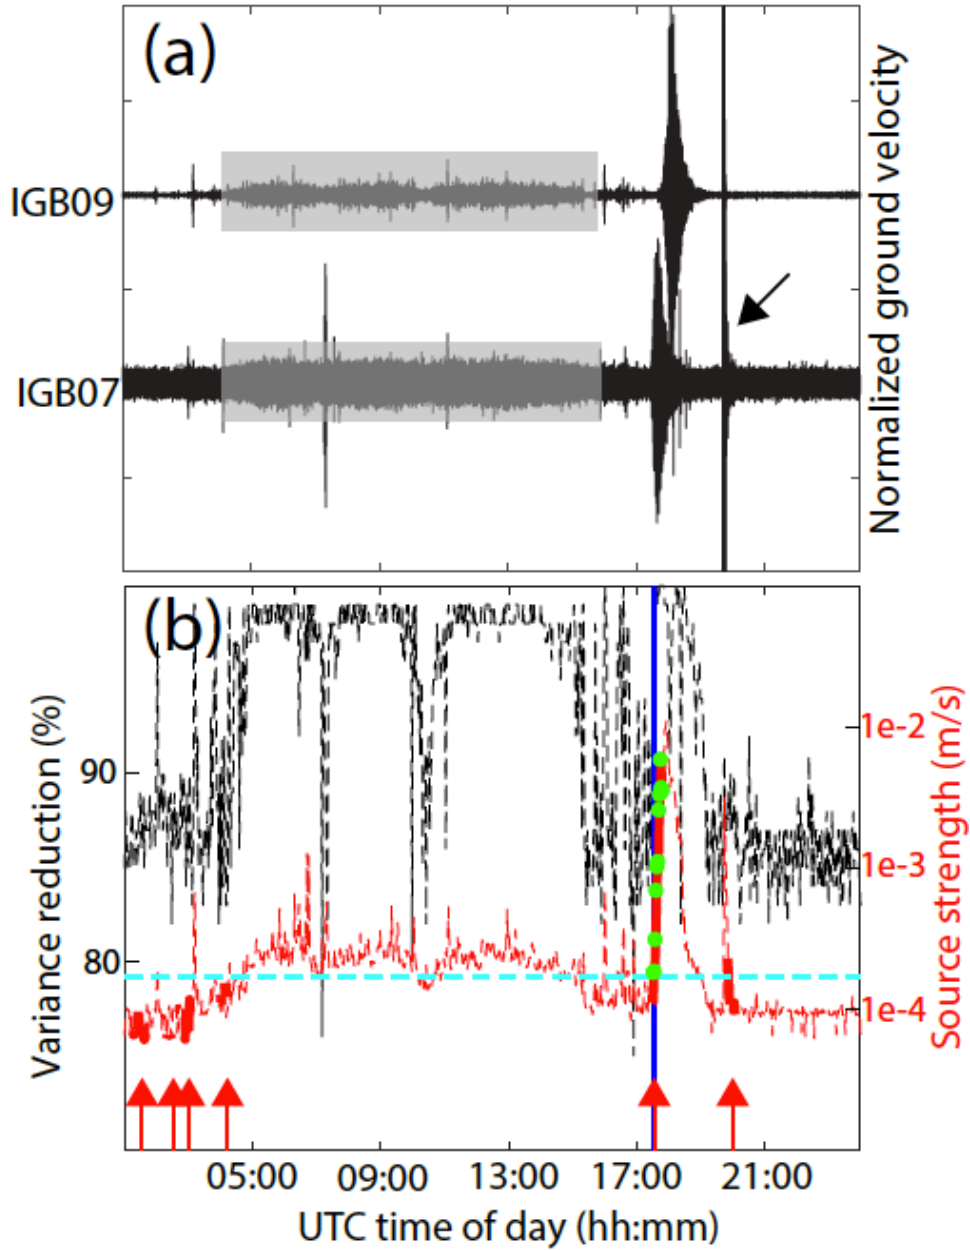 (a)
IGB09
IGB07
Normalized ground velocity
(b)
Variance reduction (%)
90
80
1e-2
1e-3
1e-4
Source strength (m/s)
05:00 09:00 13:00 17:00 21:00
UTC time of day (hh:mm)